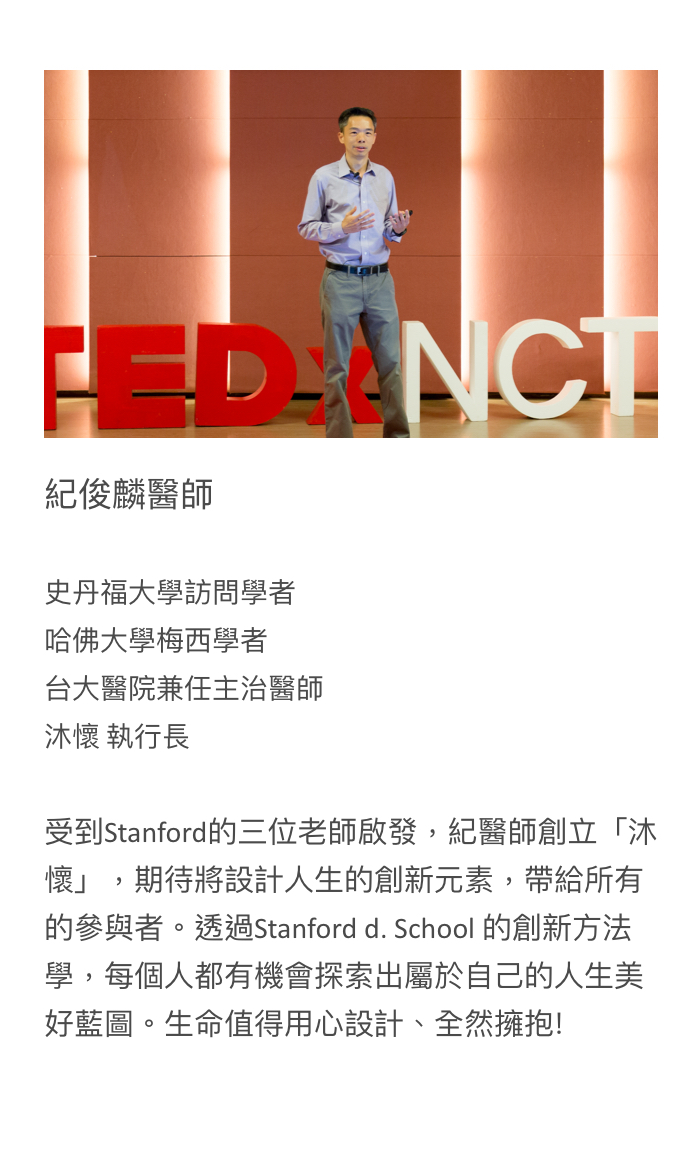 TEDxNCT
紀俊麟醫師
史丹福大學訪問學者
哈佛大學梅西學者
台大醫院兼任主治醫師
沐懷 執行長
受到Stanford的三位老師啟發，紀醫師創立「沐
懷」，期待將設計人生的創新元素，帶給所有
的參與者。透過Stanford d. School 的創新方法
學，每個人都有機會探索出屬於自己的人生美
好藍圖。生命值得用心設計、全然擁抱!